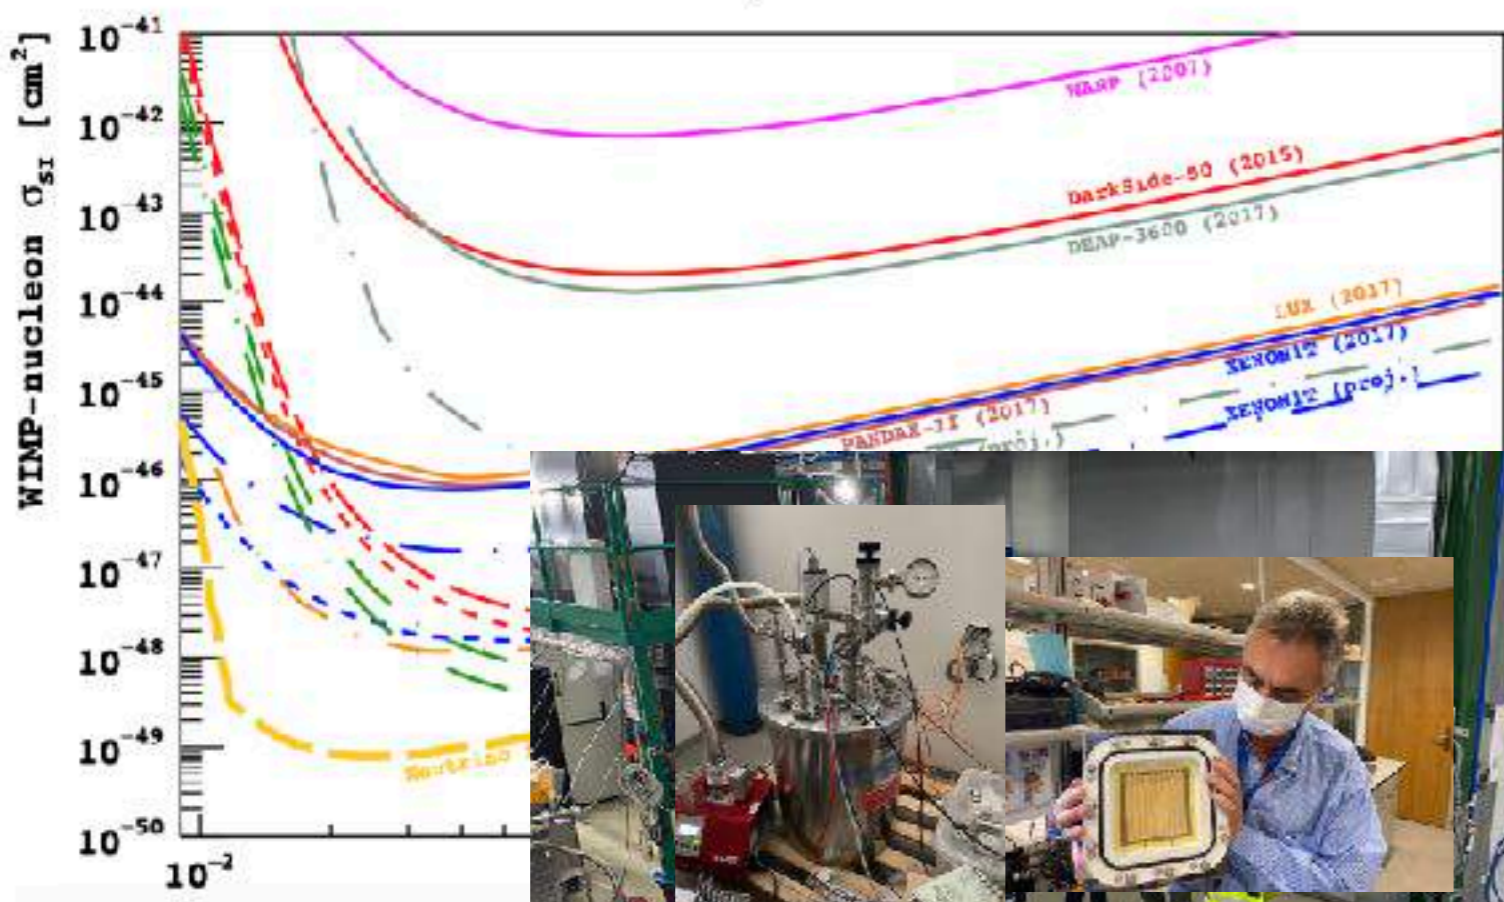 WIMP-nucleon σSI [cm²]
10⁻⁴¹
10⁻⁴²
10⁻⁴³
10⁻⁴⁴
10⁻⁴⁵
10⁻⁴⁶
10⁻⁴⁷
10⁻⁴⁸
10⁻⁴⁹
10⁻⁵⁰
10⁻²
WARP (2007)
DarkSide-50 (2015)
DEAP-3600 (2017)
LUX (2017)
XENON1T (2017)
XENON1T (proj.)
PANDAX-II (2017)
(proj.)
Neutrino